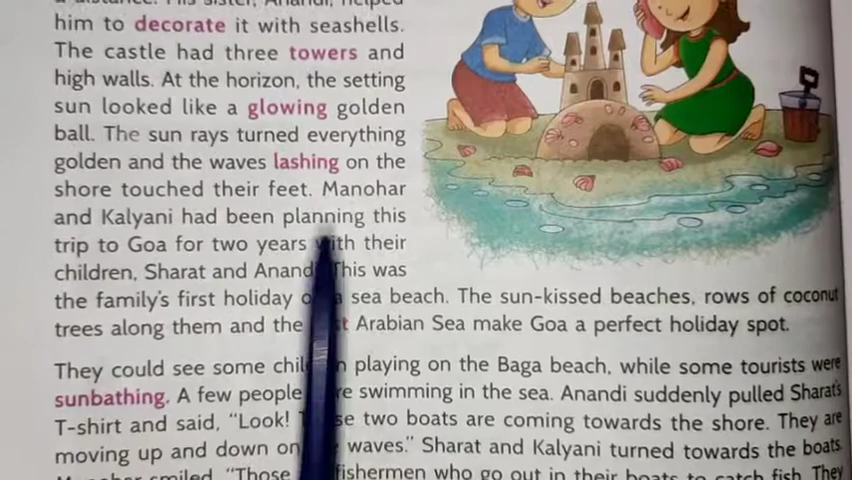 him to decorate it with seashells.
The castle had three towers and
high walls. At the horizon, the setting
sun looked like a glowing golden
ball. The sun rays turned everything
golden and the waves lashing on the
shore touched their feet. Manohar
and Kalyani had been planning this
trip to Goa for two years with their
children, Sharat and Anandi. This was
the family's first holiday a sea beach. The sun-kissed beaches, rows of coconut
trees along them and the Arabian Sea make Goa a perfect holiday spot.
They could see some children playing on the Baga beach, while some tourists were
sunbathing. A few people were swimming in the sea. Anandi suddenly pulled Sharat's
T-shirt and said, "Look! two boats are coming towards the shore. They are
moving up and down on waves." Sharat and Kalyani turned towards the boats.
Manohar smiled. "Those fishermen who go out in their boats to catch fish. They